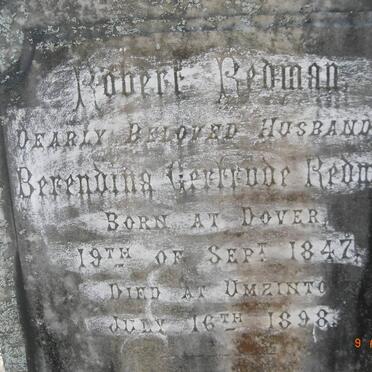 Robert Redman
Dearly Beloved Husband
Berendina Gertrude Redm
Born at Dover
19TH of Sept 1847
Died at Umzinto
July 16TH 1898.
9